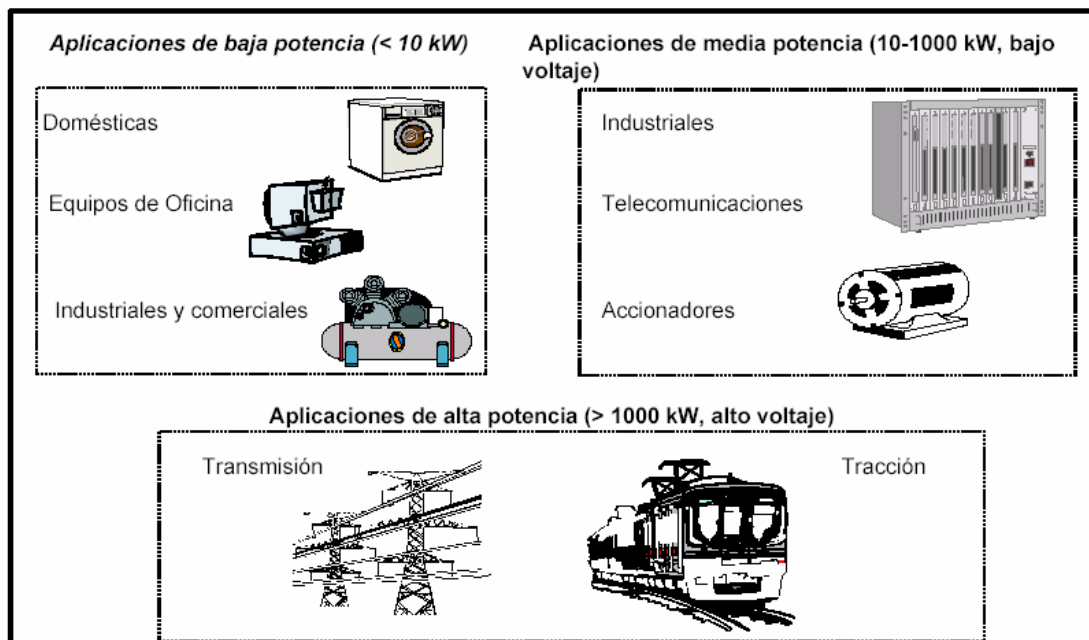 Aplicaciones de baja potencia (< 10 kW)
Domésticas
Equipos de Oficina
Industriales y comerciales
Aplicaciones de media potencia (10-1000 kW, bajo
voltaje)
Industriales
Telecomunicaciones
Accionadores
Aplicaciones de alta potencia (> 1000 kW, alto voltaje)
Transmisión
Tracción